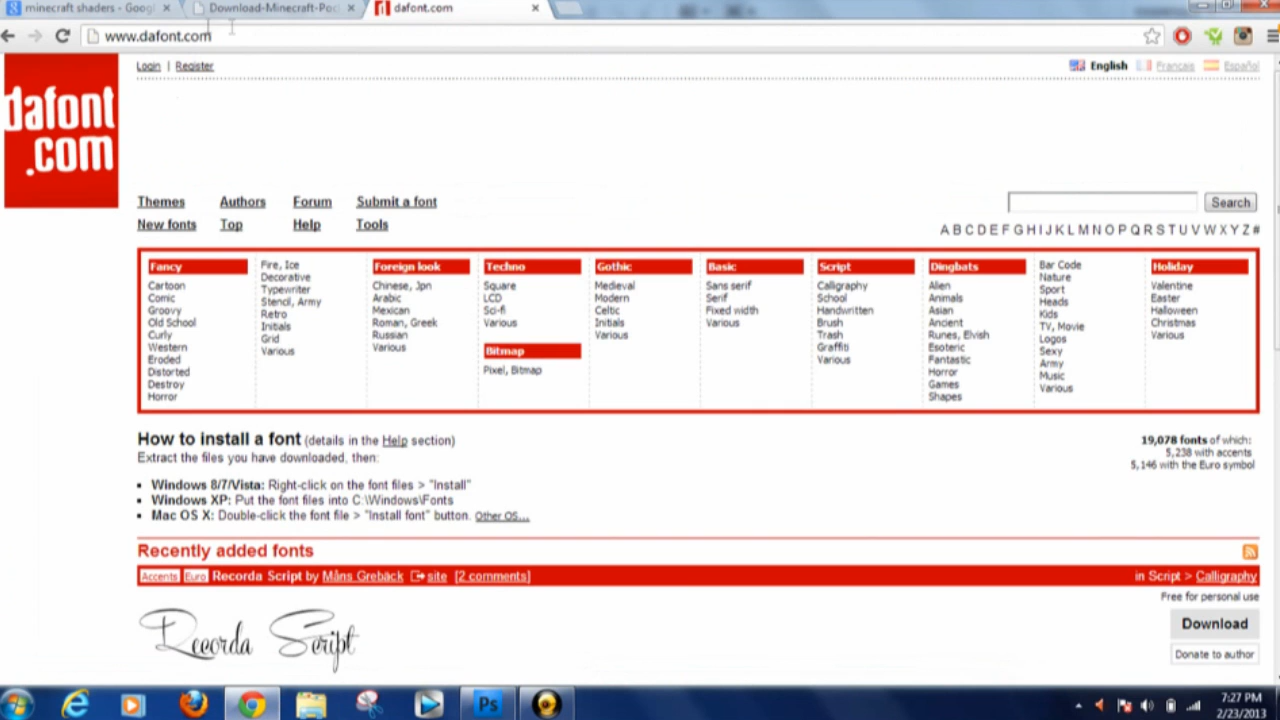 minecraft shaders - Googl
Download-Minecraft-Poc
dafont.com
www.dafont.com
dafont
.com
Login | Register
English Français Español
Themes Authors Forum Submit a font
New fonts Top Help Tools
Search
A B C D E F G H I J K L M N O P Q R S T U V W X Y Z #
Fancy
Cartoon
Comic
Groovy
Old School
Curly
Western
Eroded
Distorted
Destroy
Horror
Fire, Ice
Decorative
Typewriter
Stencil, Army
Retro
Initials
Grid
Various
Foreign look
Chinese, Jpn
Arabic
Mexican
Roman, Greek
Russian
Various
Techno
Square
LCD
Sci-fi
Various
Bitmap
Pixel, Bitmap
Gothic
Medieval
Modern
Celtic
Initials
Various
Basic
Sans serif
Serif
Fixed width
Various
Script
Calligraphy
School
Handwritten
Brush
Trash
Graffiti
Various
Dingbats
Alien
Animals
Asian
Ancient
Runes, Elvish
Esoteric
Fantastic
Horror
Games
Shapes
Bar Code
Nature
Sport
Heads
Kids
TV, Movie
Logos
Sexy
Army
Music
Various
Holiday
Valentine
Easter
Halloween
Christmas
Various
How to install a font (details in the Help section)
Extract the files you have downloaded, then:
Windows 8/7/Vista: Right-click on the font files > "Install"
Windows XP: Put the font files into C:\Windows\Fonts
Mac OS X: Double-click the font file > "Install font" button. Other OS...
19,078 fonts of which:
5,238 with accents
5,146 with the Euro symbol
Recently added fonts
Accents Euro Recorda Script by Måns Grebäck site [2 comments]
in Script > Calligraphy
Free for personal use
Recorda Script
Download
Donate to author
Ps
7:27 PM
2/23/2013